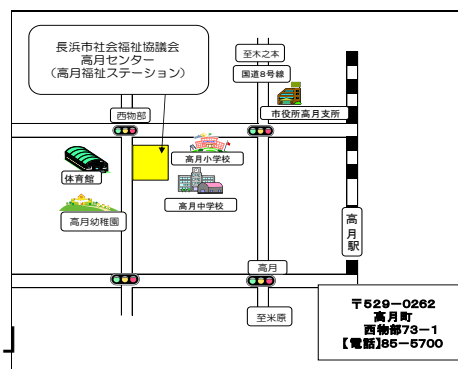 長浜市社会福祉協議会
高月センター
(高月福祉ステーション)
至木之本
国道8号線
市役所高月支所
西物部
高月小学校
体育館
高月中学校
高月幼稚園
高月駅
高月
至米原
〒529-0262
高月町
西物部73-1
【電話】85-5700